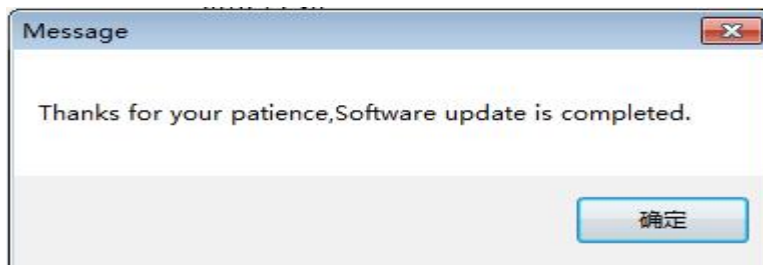 Message
Thanks for your patience,Software update is completed.
确定